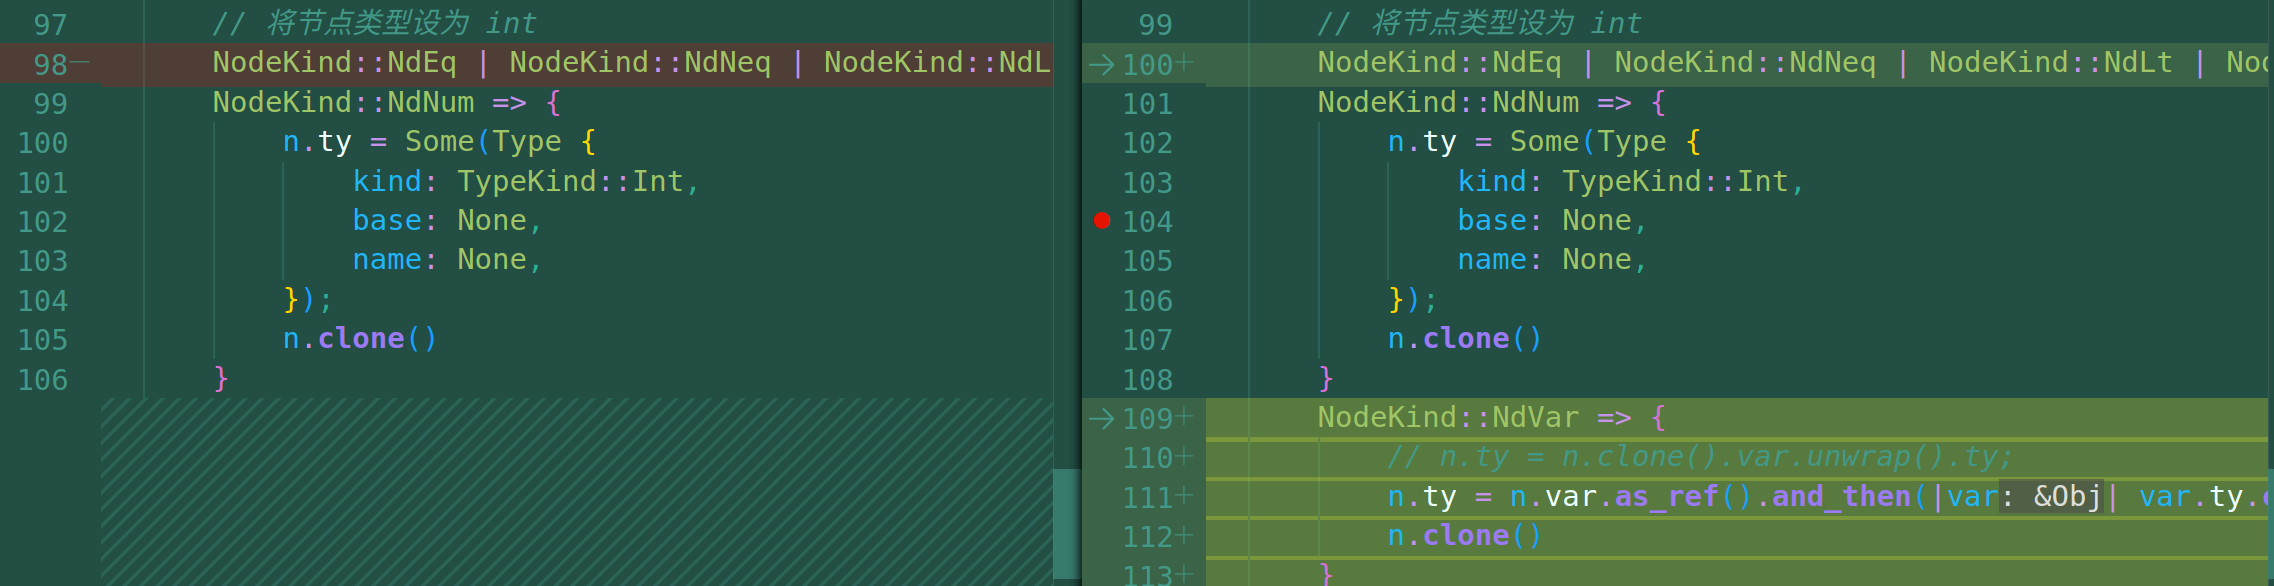 97 // 将节点类型设为 int
98— NodeKind::NdEq | NodeKind::NdNeq | NodeKind::NdL
99 NodeKind::NdNum => {
100 n.ty = Some(Type {
101 kind: TypeKind::Int,
102 base: None,
103 name: None,
104 });
105 n.clone()
106 }
99 // 将节点类型设为 int
→100+ NodeKind::NdEq | NodeKind::NdNeq | NodeKind::NdLt | Noc
101 NodeKind::NdNum => {
102 n.ty = Some(Type {
103 kind: TypeKind::Int,
104 base: None,
105 name: None,
106 });
107 n.clone()
108 }
→109+ NodeKind::NdVar => {
110+ // n.ty = n.clone().var.unwrap().ty;
111+ n.ty = n.var.as_ref().and_then(|var: &Obj| var.ty.
112+ n.clone()
113+ }